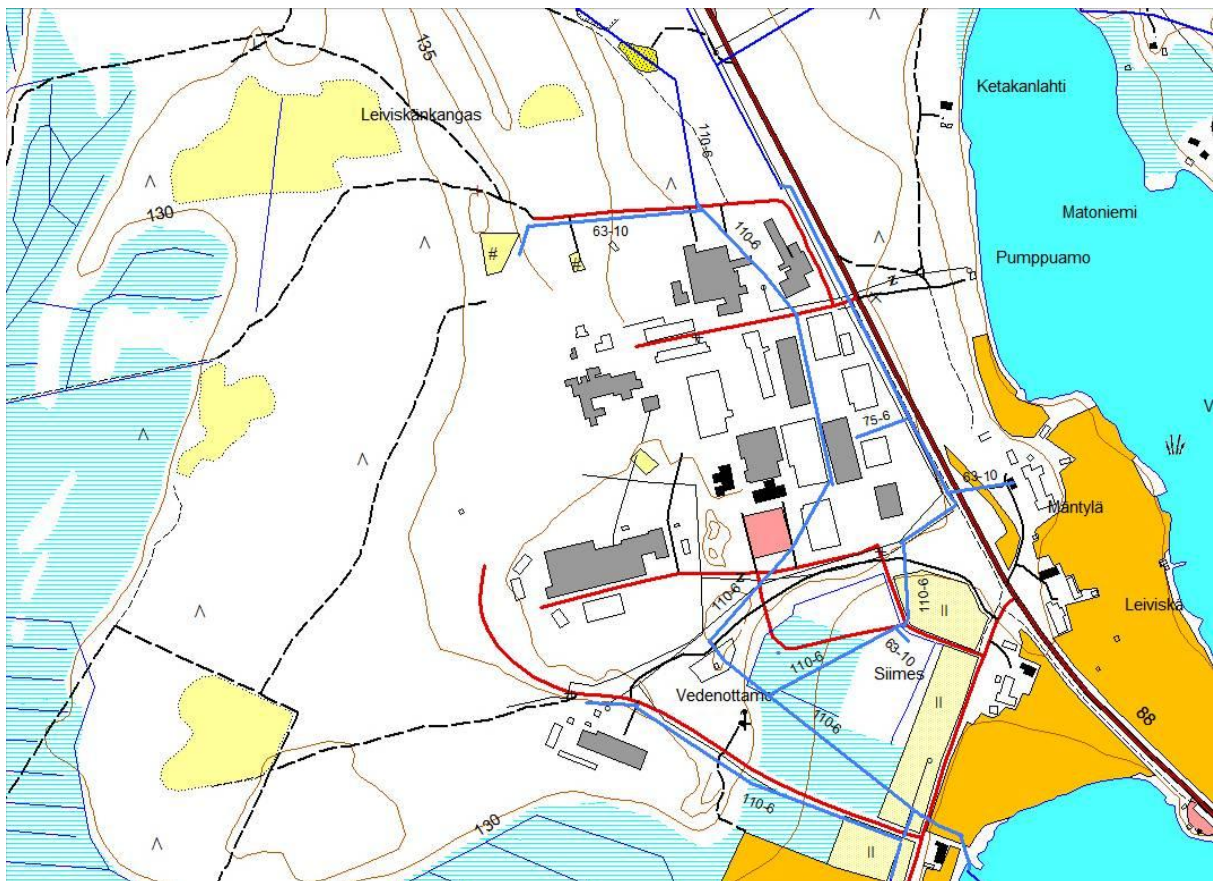 135
Ketakanlahti
Leiviskänkangas
110-6
130
Matoniemi
63-10
110-6
Pumppuamo
#
#
z
75-6
63-10
Mäntylä
110-6
110-6
Leiviskä
II
63-10
110-6
Siimes
Vedenottamo
II
110-6
88
110-6
130
II